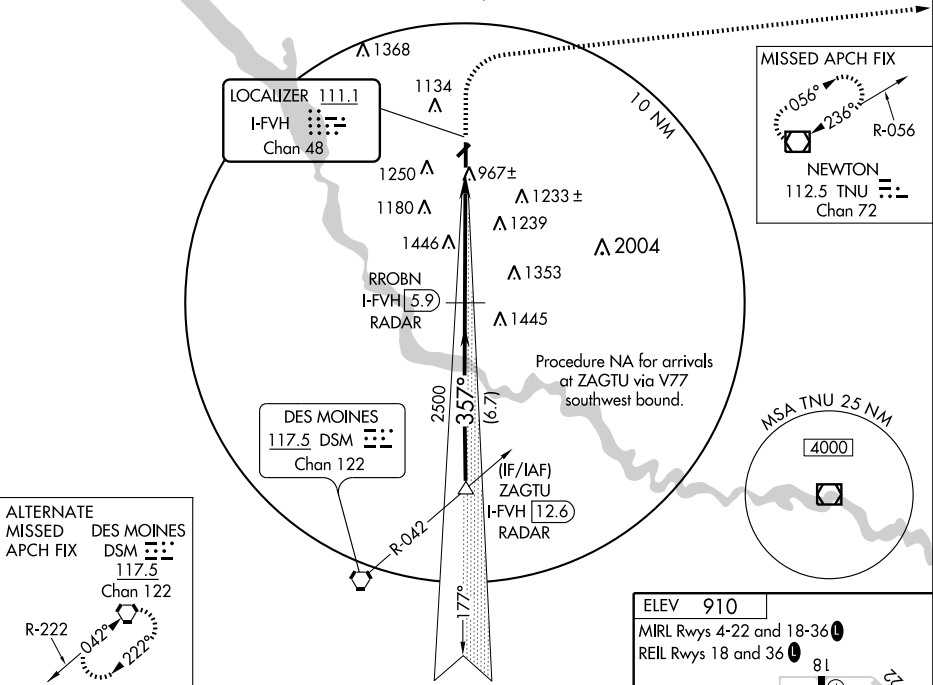 1368
1134
LOCALIZER 111.1
I-FVH
Chan 48
10 NM
MISSED APCH FIX
056°
236°
R-056
NEWTON
112.5 TNU
Chan 72
1250
967±
1180
1233 ±
1239
1446
2004
1353
RROBN
I-FVH 5.9
RADAR
1445
Procedure NA for arrivals
at ZAGTU via V77
southwest bound.
2500
357°
(6.7)
DES MOINES
117.5 DSM
Chan 122
R-042
(IF/IAF)
ZAGTU
I-FVH 12.6
RADAR
177°
MSA TNU 25 NM
4000
ALTERNATE
MISSED
APCH FIX
DES MOINES
DSM
117.5
Chan 122
R-222
042°
222°
ELEV 910
MIRL Rwys 4-22 and 18-36 L
REIL Rwys 18 and 36 L
18
22